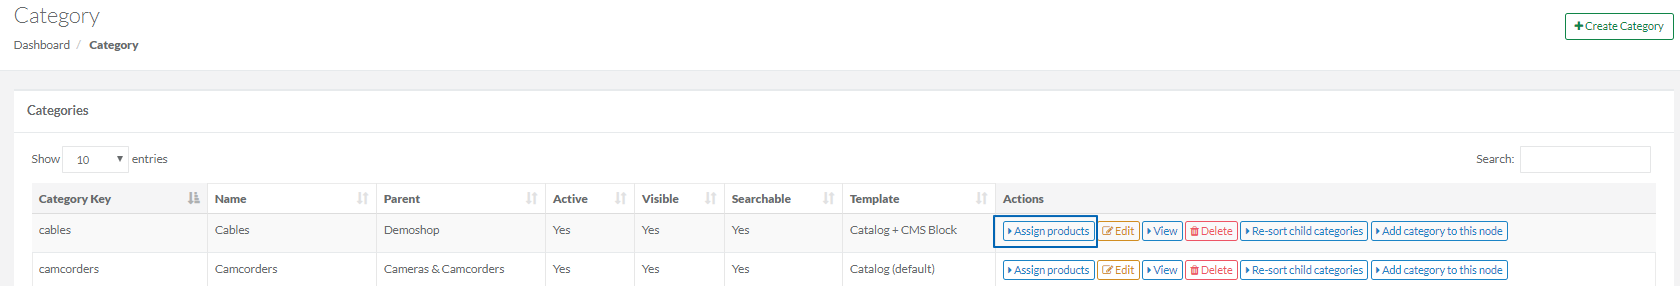 Category
Dashboard / Category
Create Category
Categories
Show 10 entries
Search:
Category Key Name Parent Active Visible Searchable Template Actions
cables Cables Demoshop Yes Yes Yes Catalog + CMS Block Assign products Edit View Delete Re-sort child categories Add category to this node
camcorders Camcorders Cameras & Camcorders Yes Yes Yes Catalog (default) Assign products Edit View Delete Re-sort child categories Add category to this node